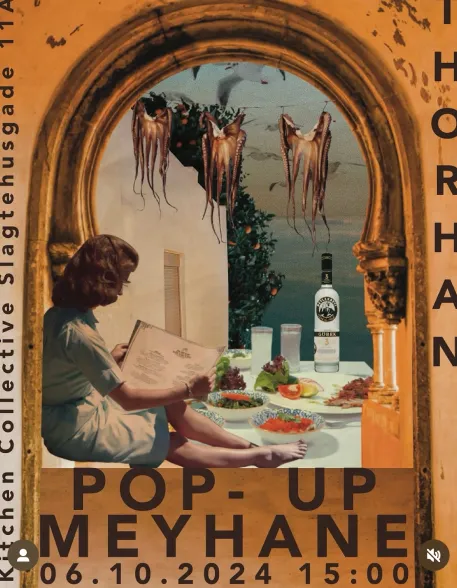 Kitchen Collective Slagtehusgade 11A
THORHAN
POP- UP
MEYHANE
06.10.2024 15:00